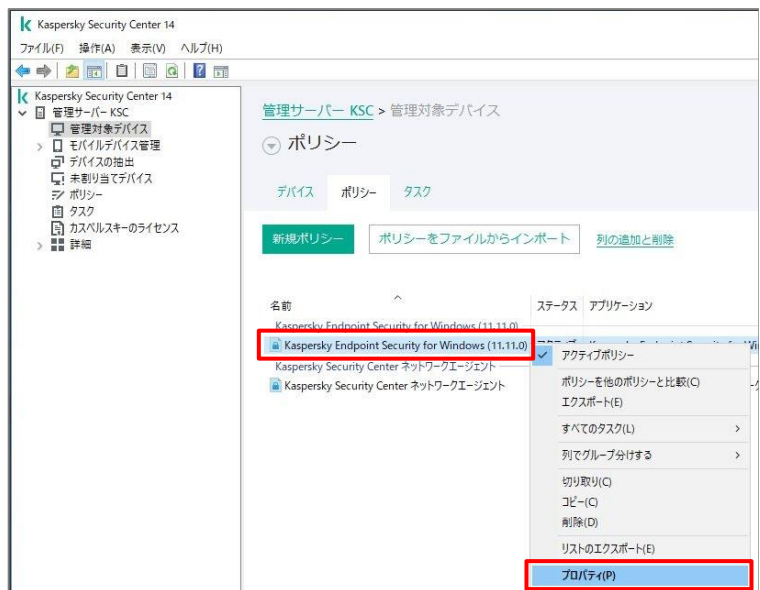 Kaspersky Security Center 14
ファイル(F) 操作(A) 表示(V) ヘルプ(H)
Kaspersky Security Center 14
管理サーバー KSC
管理対象デバイス
モバイルデバイス管理
デバイスの抽出
未割り当てデバイス
ポリシー
タスク
カスペルスキーのライセンス
詳細
管理サーバー KSC > 管理対象デバイス
ポリシー
デバイス ポリシー タスク
新規ポリシー ポリシーをファイルからインポート 列の追加と削除
名前 ステータス アプリケーション
Kaspersky Endpoint Security for Windows (11.11.0)
Kaspersky Endpoint Security for Windows (11.11.0)
Kaspersky Security Center ネットワークエージェント
Kaspersky Security Center ネットワークエージェント
アクティブポリシー
ポリシーを他のポリシーと比較(C)
エクスポート(E)
すべてのタスク(L)
列でグループ分けする
切り取り(C)
コピー(C)
削除(D)
リストのエクスポート(E)
プロパティ(P)